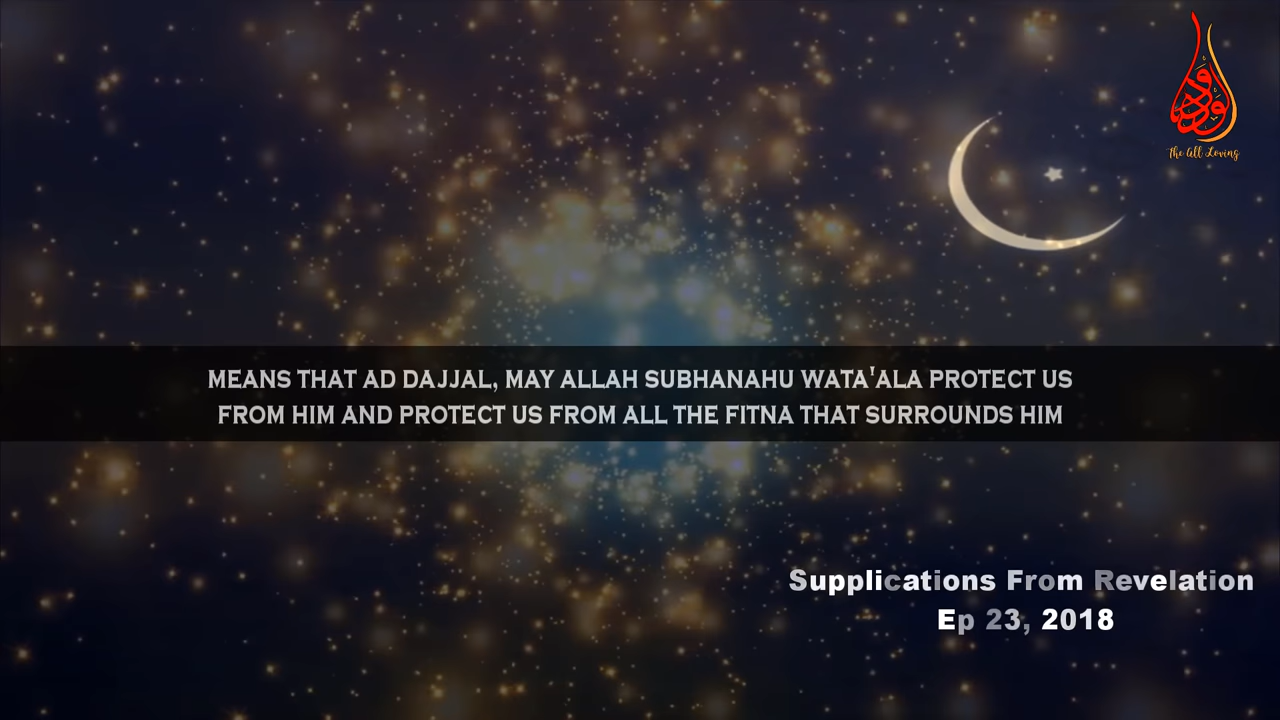 الودود
The All Loving
MEANS THAT AD DAJJAL, MAY ALLAH SUBHANAHU WATA'ALA PROTECT US
FROM HIM AND PROTECT US FROM ALL THE FITNA THAT SURROUNDS HIM
Supplications From Revelation
Ep 23, 2018